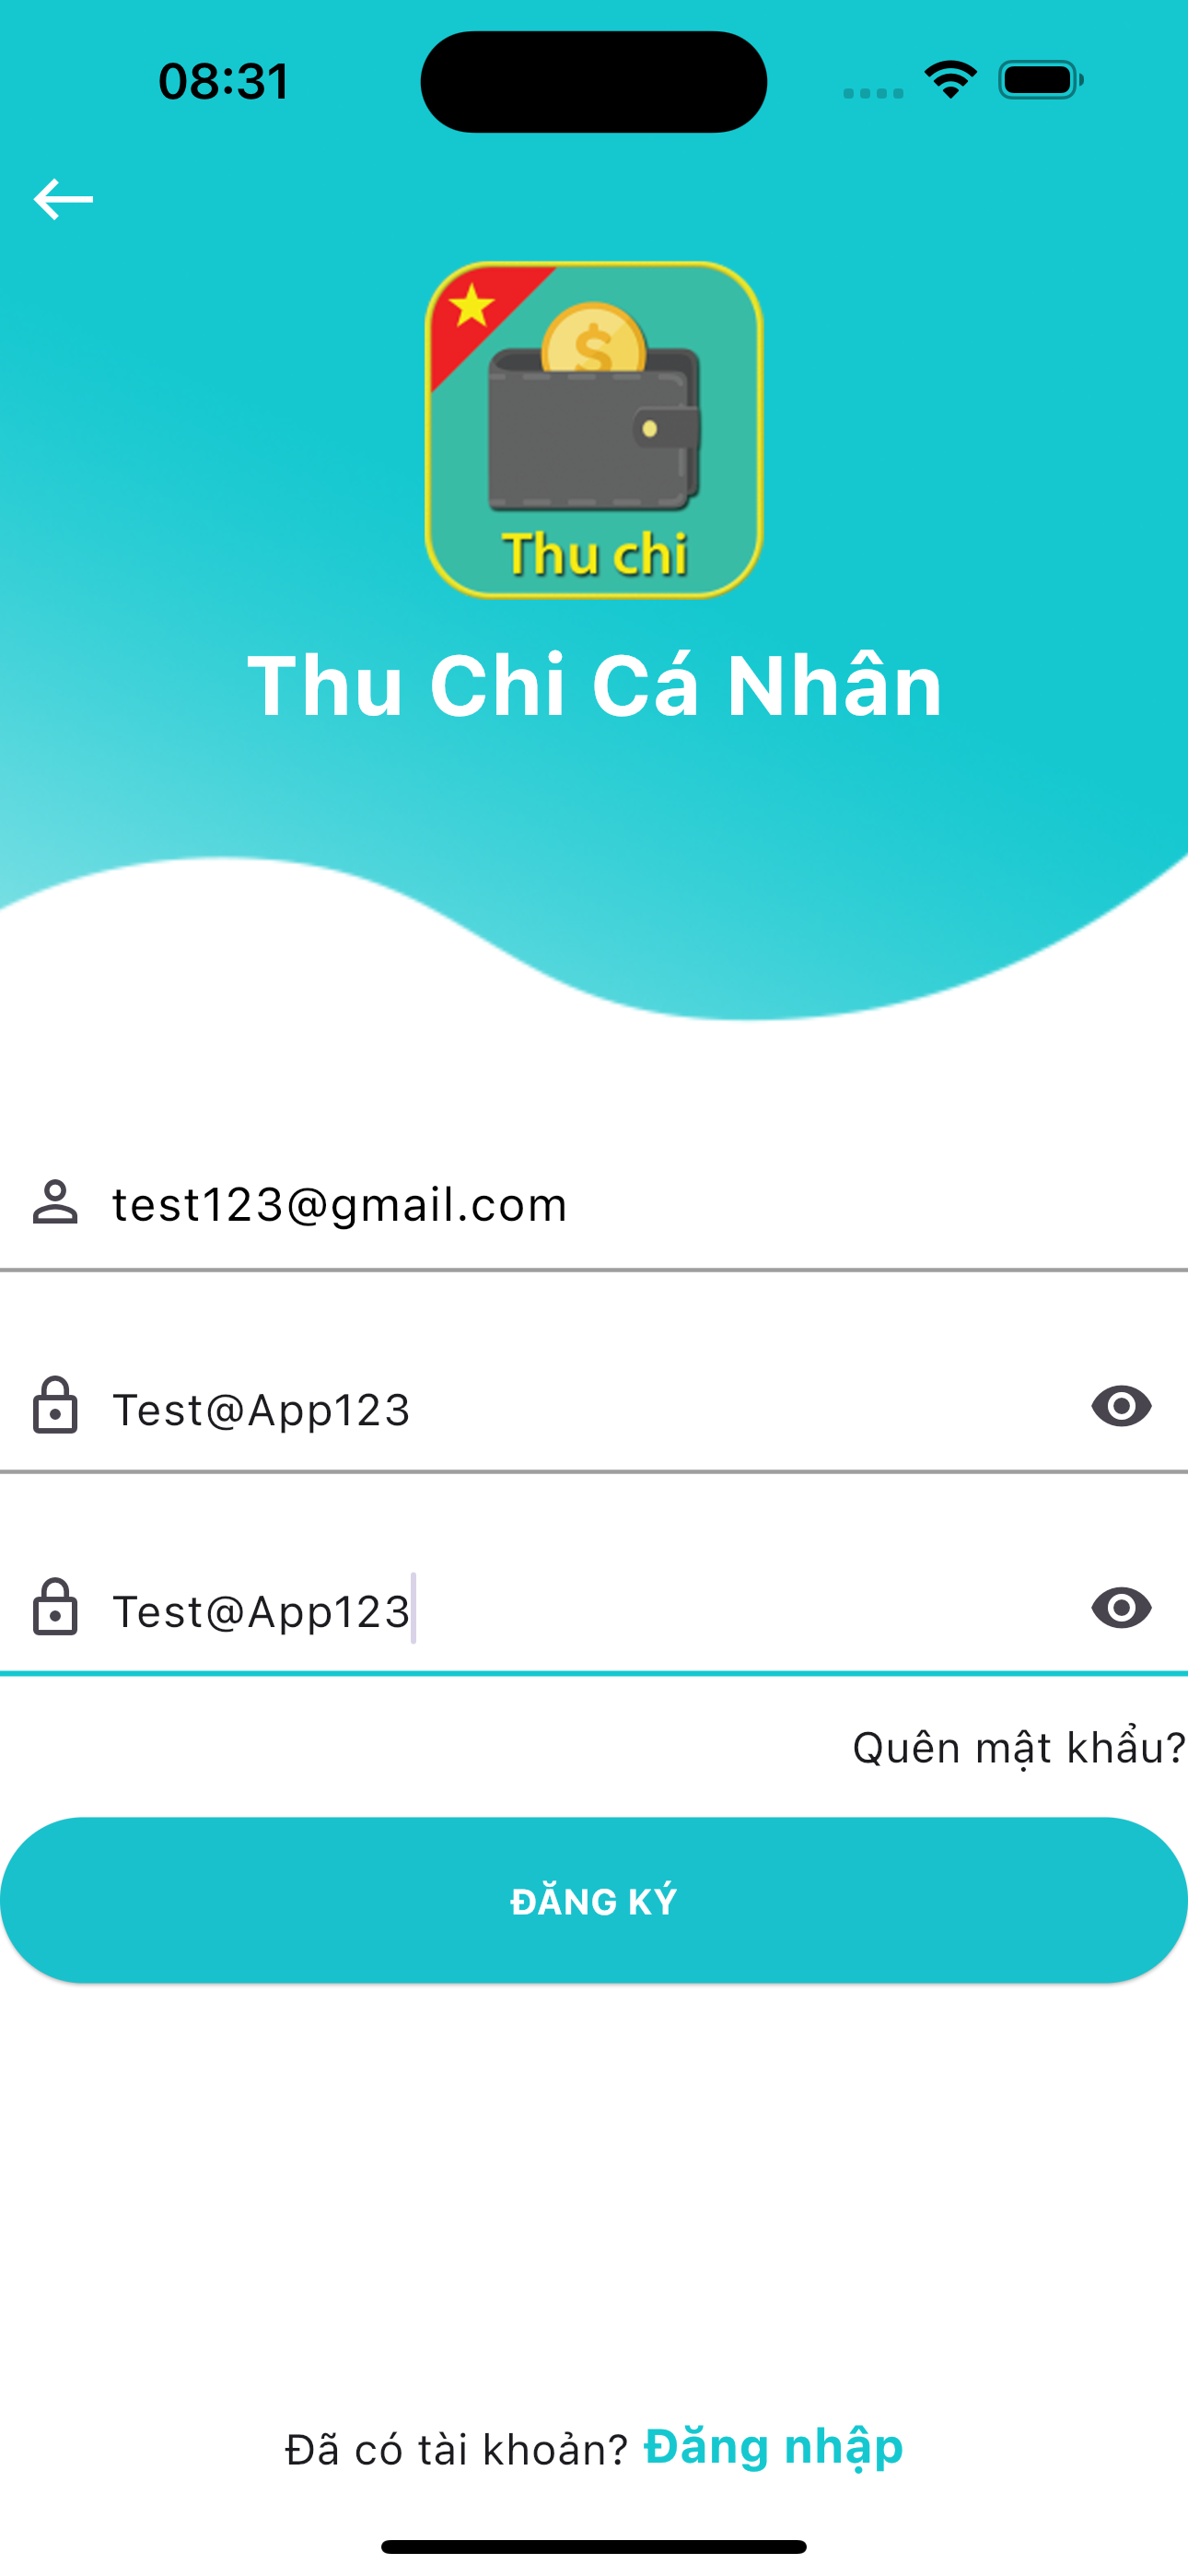 08:31
$
Thu chi
Thu Chi Cá Nhân
test123@gmail.com
Test@App123
Test@App123
Quên mật khẩu?
ĐĂNG KÝ
Đã có tài khoản? Đăng nhập